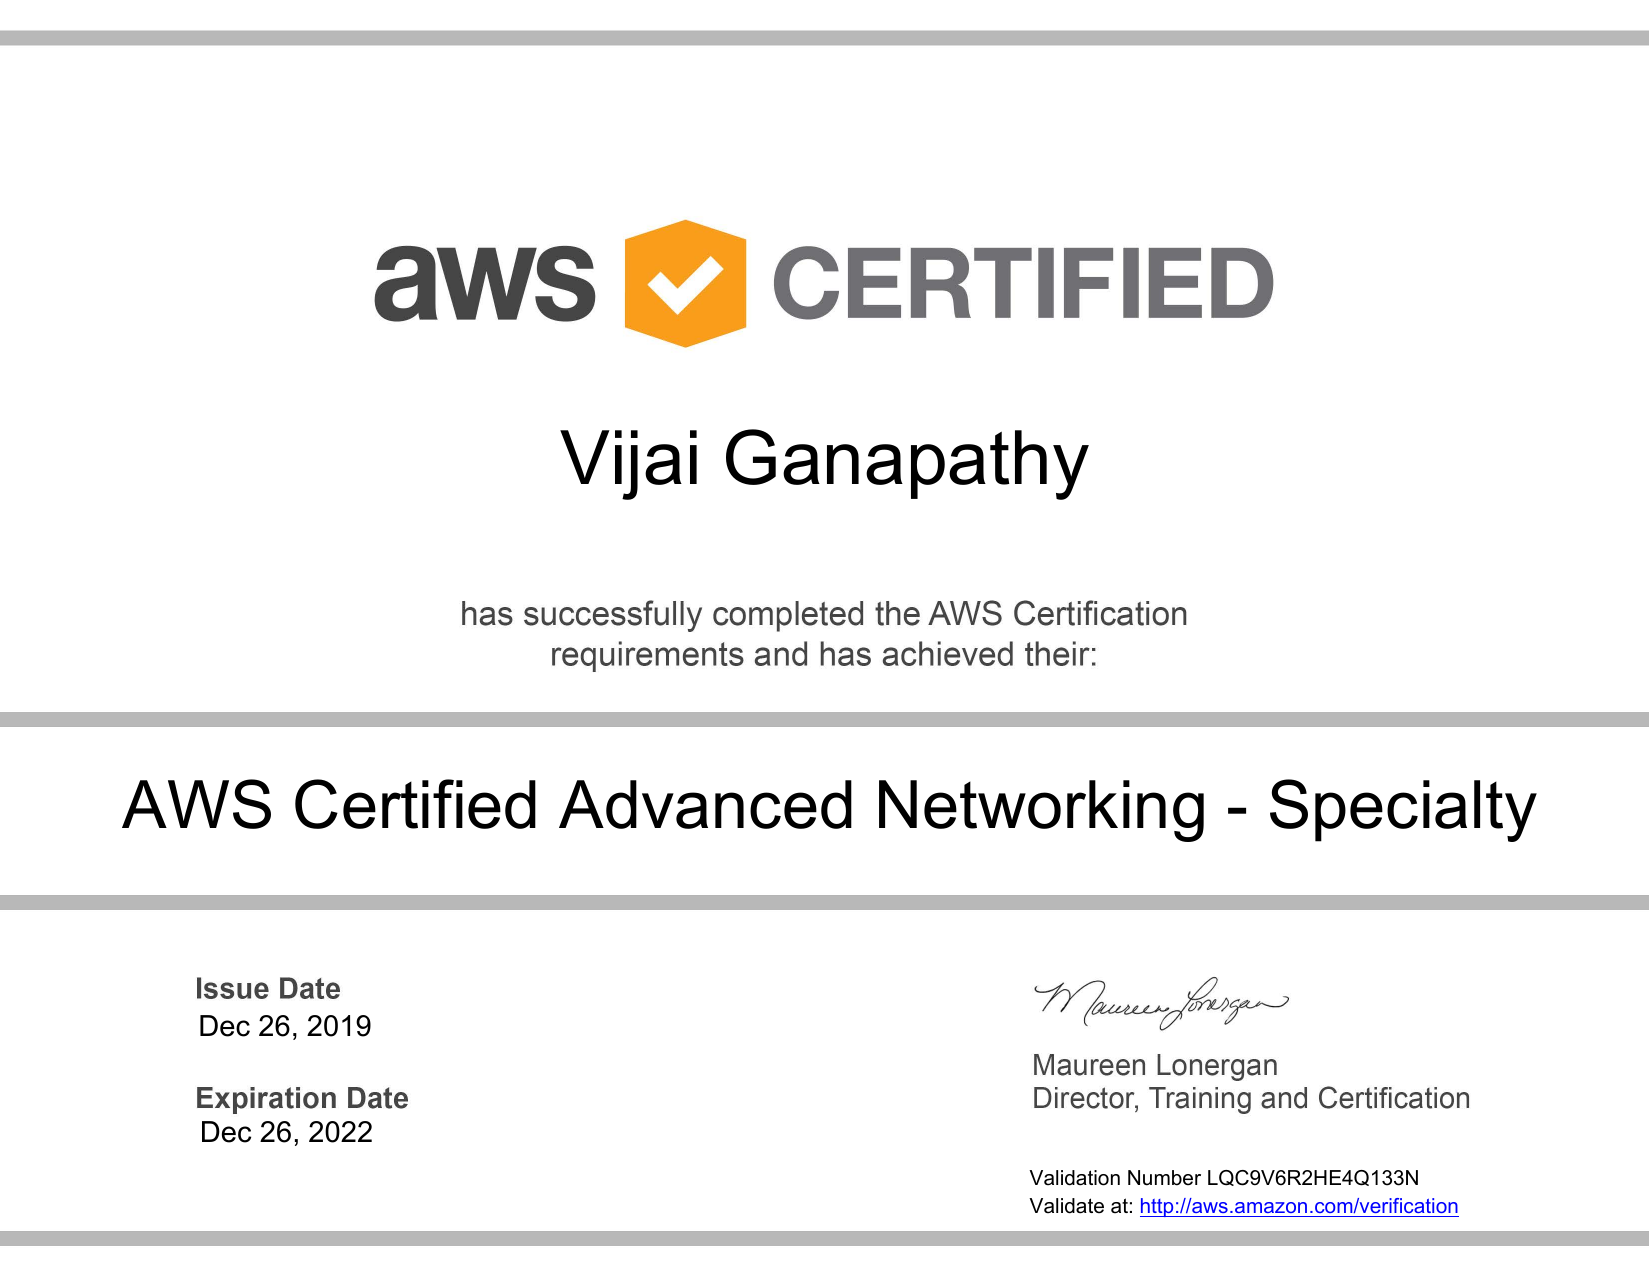 aws CERTIFIED
Vijai Ganapathy
has successfully completed the AWS Certification
requirements and has achieved their:
AWS Certified Advanced Networking - Specialty
Issue Date
Dec 26, 2019
Expiration Date
Dec 26, 2022
Maureen Lonergan
Maureen Lonergan
Director, Training and Certification
Validation Number LQC9V6R2HE4Q133N
Validate at: http://aws.amazon.com/verification